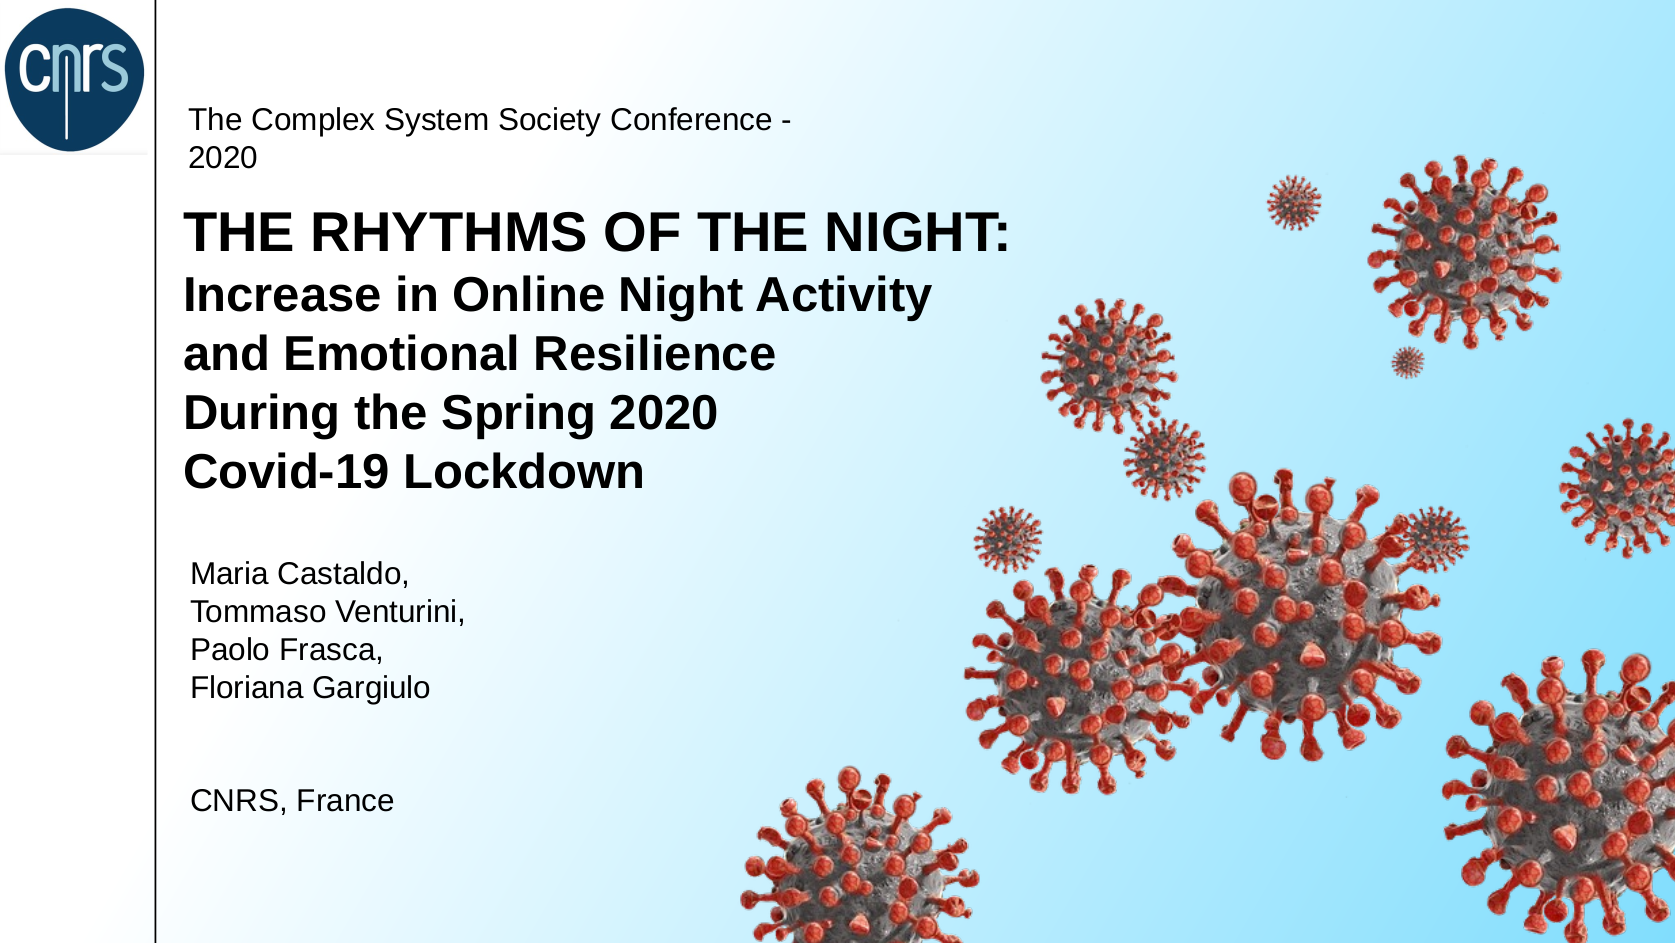 cnrs
The Complex System Society Conference -
2020
THE RHYTHMS OF THE NIGHT:
Increase in Online Night Activity
and Emotional Resilience
During the Spring 2020
Covid-19 Lockdown
Maria Castaldo,
Tommaso Venturini,
Paolo Frasca,
Floriana Gargiulo
CNRS, France